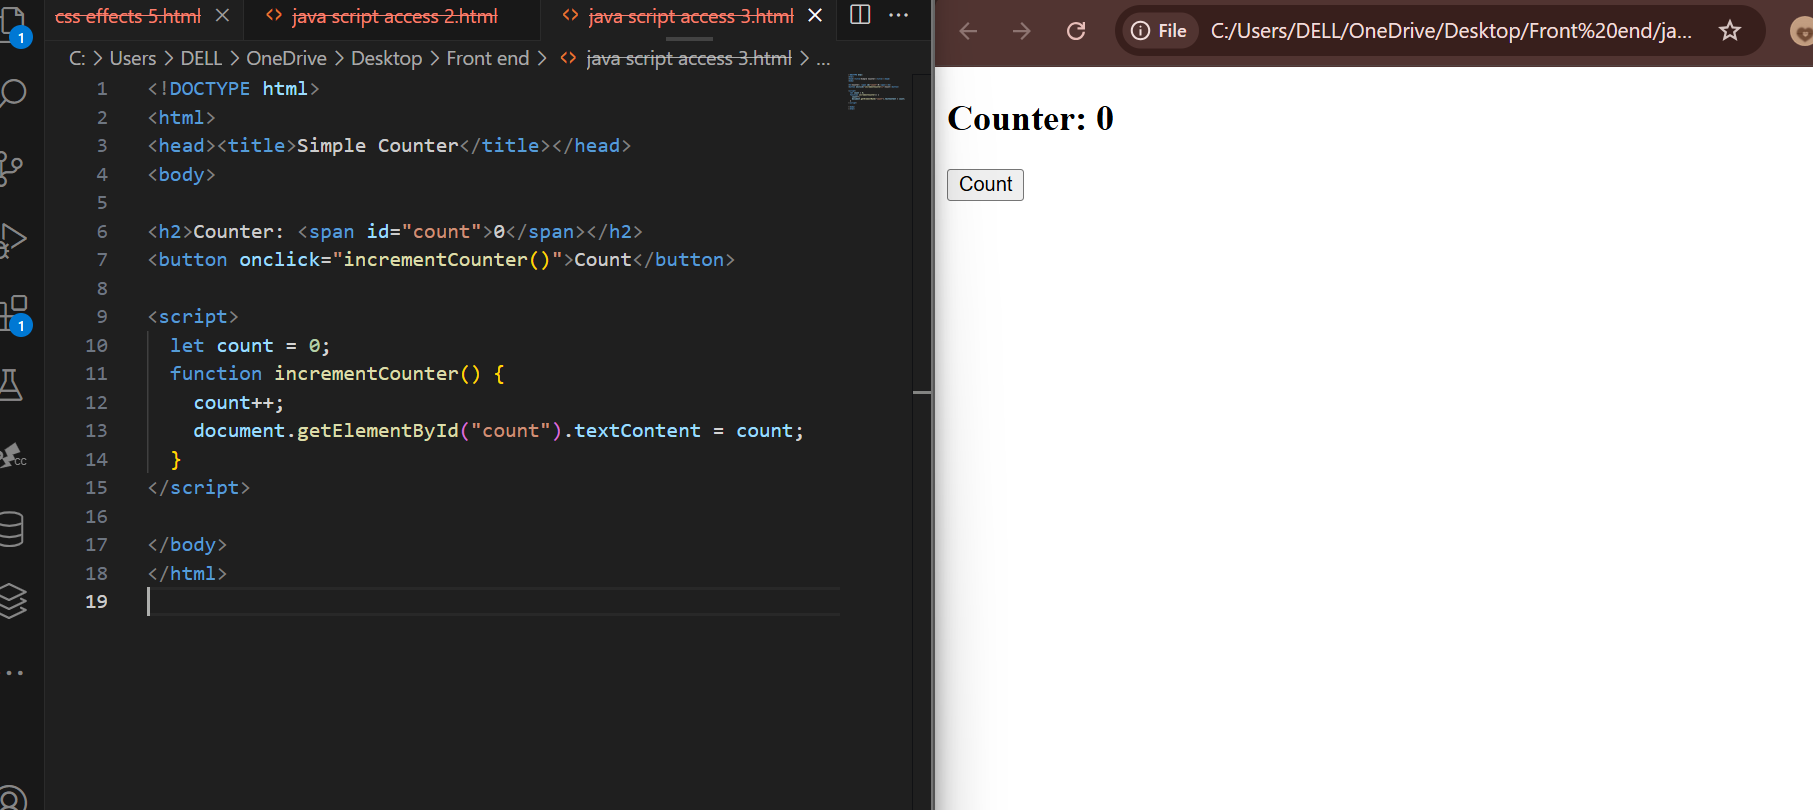 css effects 5.html
java script access 2.html
java script access 3.html
C: > Users > DELL > OneDrive > Desktop > Front end > <> java script access 3.html > ...
1 <!DOCTYPE html>
2 <html>
3 <head><title>Simple Counter</title></head>
4 <body>
5
6 <h2>Counter: <span id="count">0</span></h2>
7 <button onclick="incrementCounter()">Count</button>
8
9 <script>
10 let count = 0;
11 function incrementCounter() {
12 count++;
13 document.getElementById("count").textContent = count;
14 }
15 </script>
16
17 </body>
18 </html>
19
1
1
CC
File C:/Users/DELL/OneDrive/Desktop/Front%20end/ja...
Counter: 0
Count